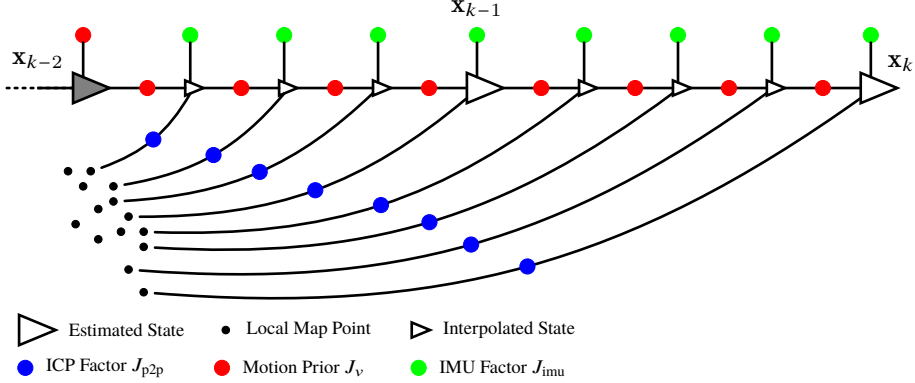 x_{k-1}
x_{k-2}
x_k
Estimated State Local Map Point Interpolated State
ICP Factor J_{p2p} Motion Prior J_v IMU Factor J_{imu}